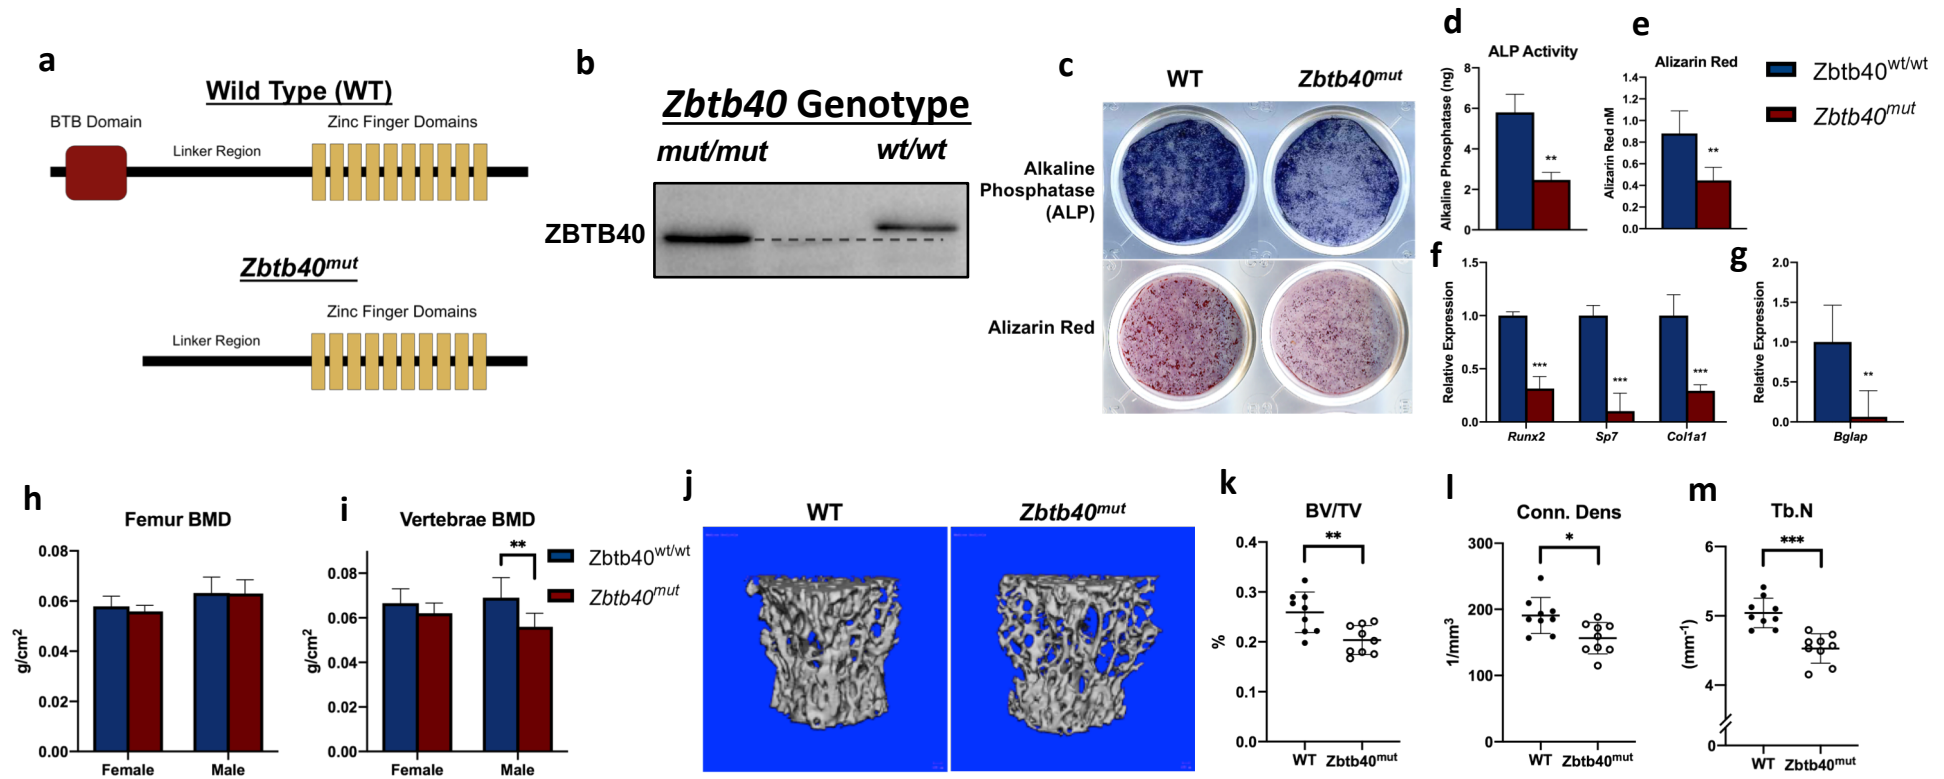 a
Wild Type (WT)
BTB Domain
Zinc Finger Domains
Linker Region
Zbtb40mut
Zinc Finger Domains
Linker Region
b
Zbtb40 Genotype
mut/mut
wt/wt
ZBTB40
c
WT
Zbtb40mut
Alkaline
Phosphatase
(ALP)
Alizarin Red
d
ALP Activity
Alkaline Phosphatase (ng)
8
6
4
2
0
**
e
Alizarin Red
Alizarin Red nM
1.4
1.2
1.0
0.8
0.6
0.4
0.2
0.0
**
Zbtb40wt/wt
Zbtb40mut
f
Relative Expression
1.5
1.0
0.5
0.0
***
***
***
Runx2
Sp7
Col1a1
g
Relative Expression
2.0
1.5
1.0
0.5
0.0
**
Bglap
h
Femur BMD
g/cm2
0.08
0.06
0.04
0.02
0.00
Female
Male
i
Vertebrae BMD
g/cm2
0.08
0.06
0.04
0.02
0.00
**
Female
Male
Zbtb40wt/wt
Zbtb40mut
j
WT
Zbtb40mut
k
BV/TV
**
%
0.4
0.3
0.2
0.1
0.0
WT
Zbtb40mut
l
Conn. Dens
*
1/mm3
300
200
100
0
WT
Zbtb40mut
m
Tb.N
***
(mm-1)
6
5
4
0
WT
Zbtb40mut